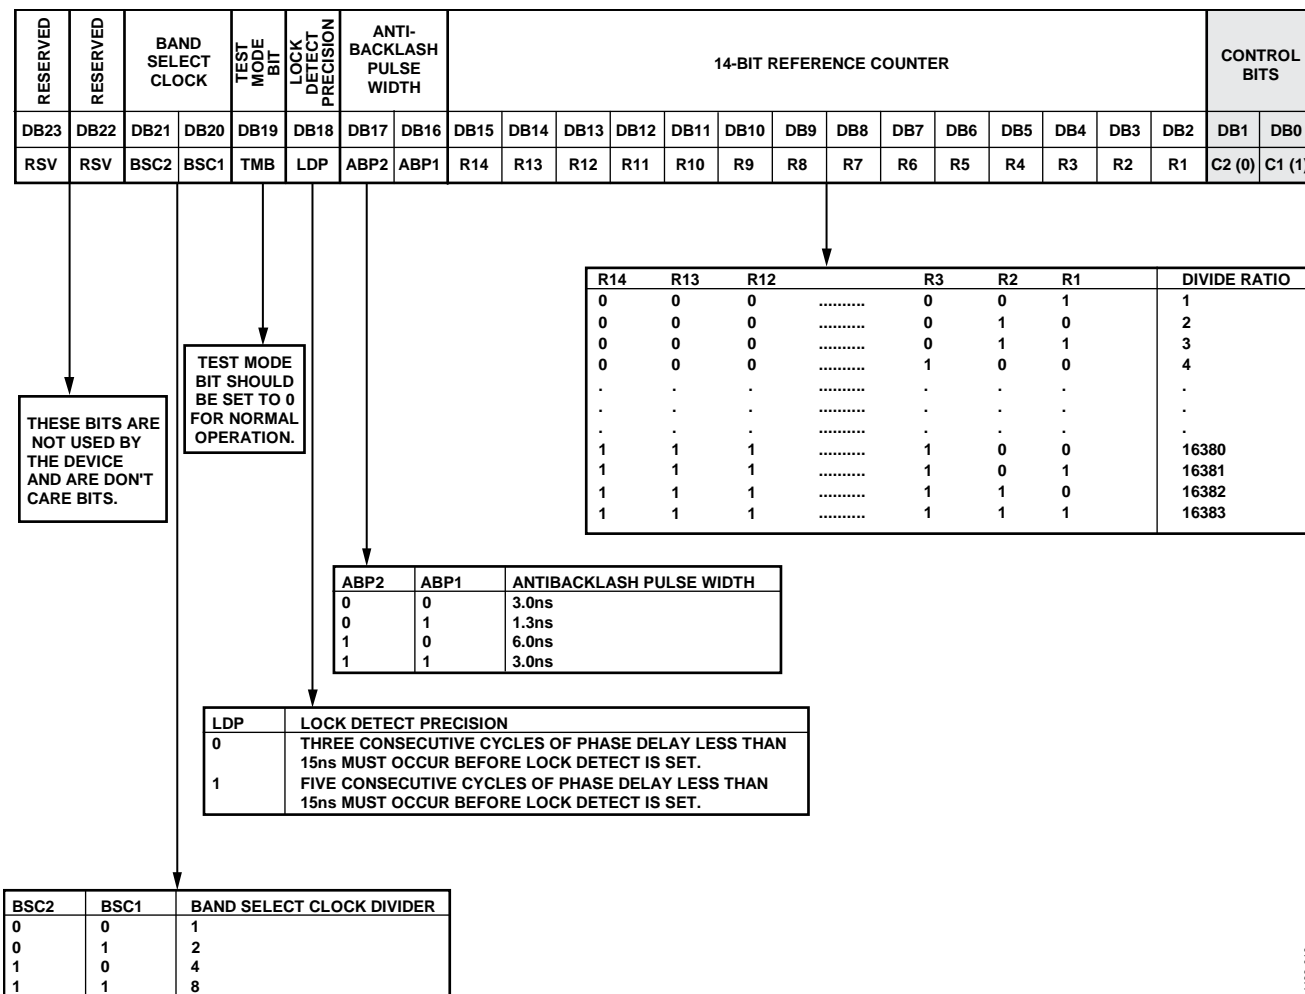 RESERVED
RESERVED
BAND
SELECT
CLOCK
TEST
MODE
BIT
LOCK
DETECT
PRECISION
ANTI-
BACKLASH
PULSE
WIDTH
14-BIT REFERENCE COUNTER
CONTROL
BITS
DB23 DB22 DB21 DB20 DB19 DB18 DB17 DB16 DB15 DB14 DB13 DB12 DB11 DB10 DB9 DB8 DB7 DB6 DB5 DB4 DB3 DB2 DB1 DB0
RSV RSV BSC2 BSC1 TMB LDP ABP2 ABP1 R14 R13 R12 R11 R10 R9 R8 R7 R6 R5 R4 R3 R2 R1 C2 (0) C1 (1)
R14 R13 R12 R3 R2 R1 DIVIDE RATIO
0 0 0 .......... 0 0 1 1
0 0 0 .......... 0 1 0 2
0 0 0 .......... 0 1 1 3
0 0 0 .......... 1 0 0 4
. . . .......... . . . .
. . . .......... . . . .
. . . .......... . . . .
1 1 1 .......... 1 0 0 16380
1 1 1 .......... 1 0 1 16381
1 1 1 .......... 1 1 0 16382
1 1 1 .......... 1 1 1 16383
TEST MODE
BIT SHOULD
BE SET TO 0
FOR NORMAL
OPERATION.
THESE BITS ARE
NOT USED BY
THE DEVICE
AND ARE DON'T
CARE BITS.
ABP2 ABP1 ANTIBACKLASH PULSE WIDTH
0 0 3.0ns
0 1 1.3ns
1 0 6.0ns
1 1 3.0ns
LDP LOCK DETECT PRECISION
0 THREE CONSECUTIVE CYCLES OF PHASE DELAY LESS THAN
15ns MUST OCCUR BEFORE LOCK DETECT IS SET.
1 FIVE CONSECUTIVE CYCLES OF PHASE DELAY LESS THAN
15ns MUST OCCUR BEFORE LOCK DETECT IS SET.
BSC2 BSC1 BAND SELECT CLOCK DIVIDER
0 0 1
0 1 2
1 0 4
1 1 8